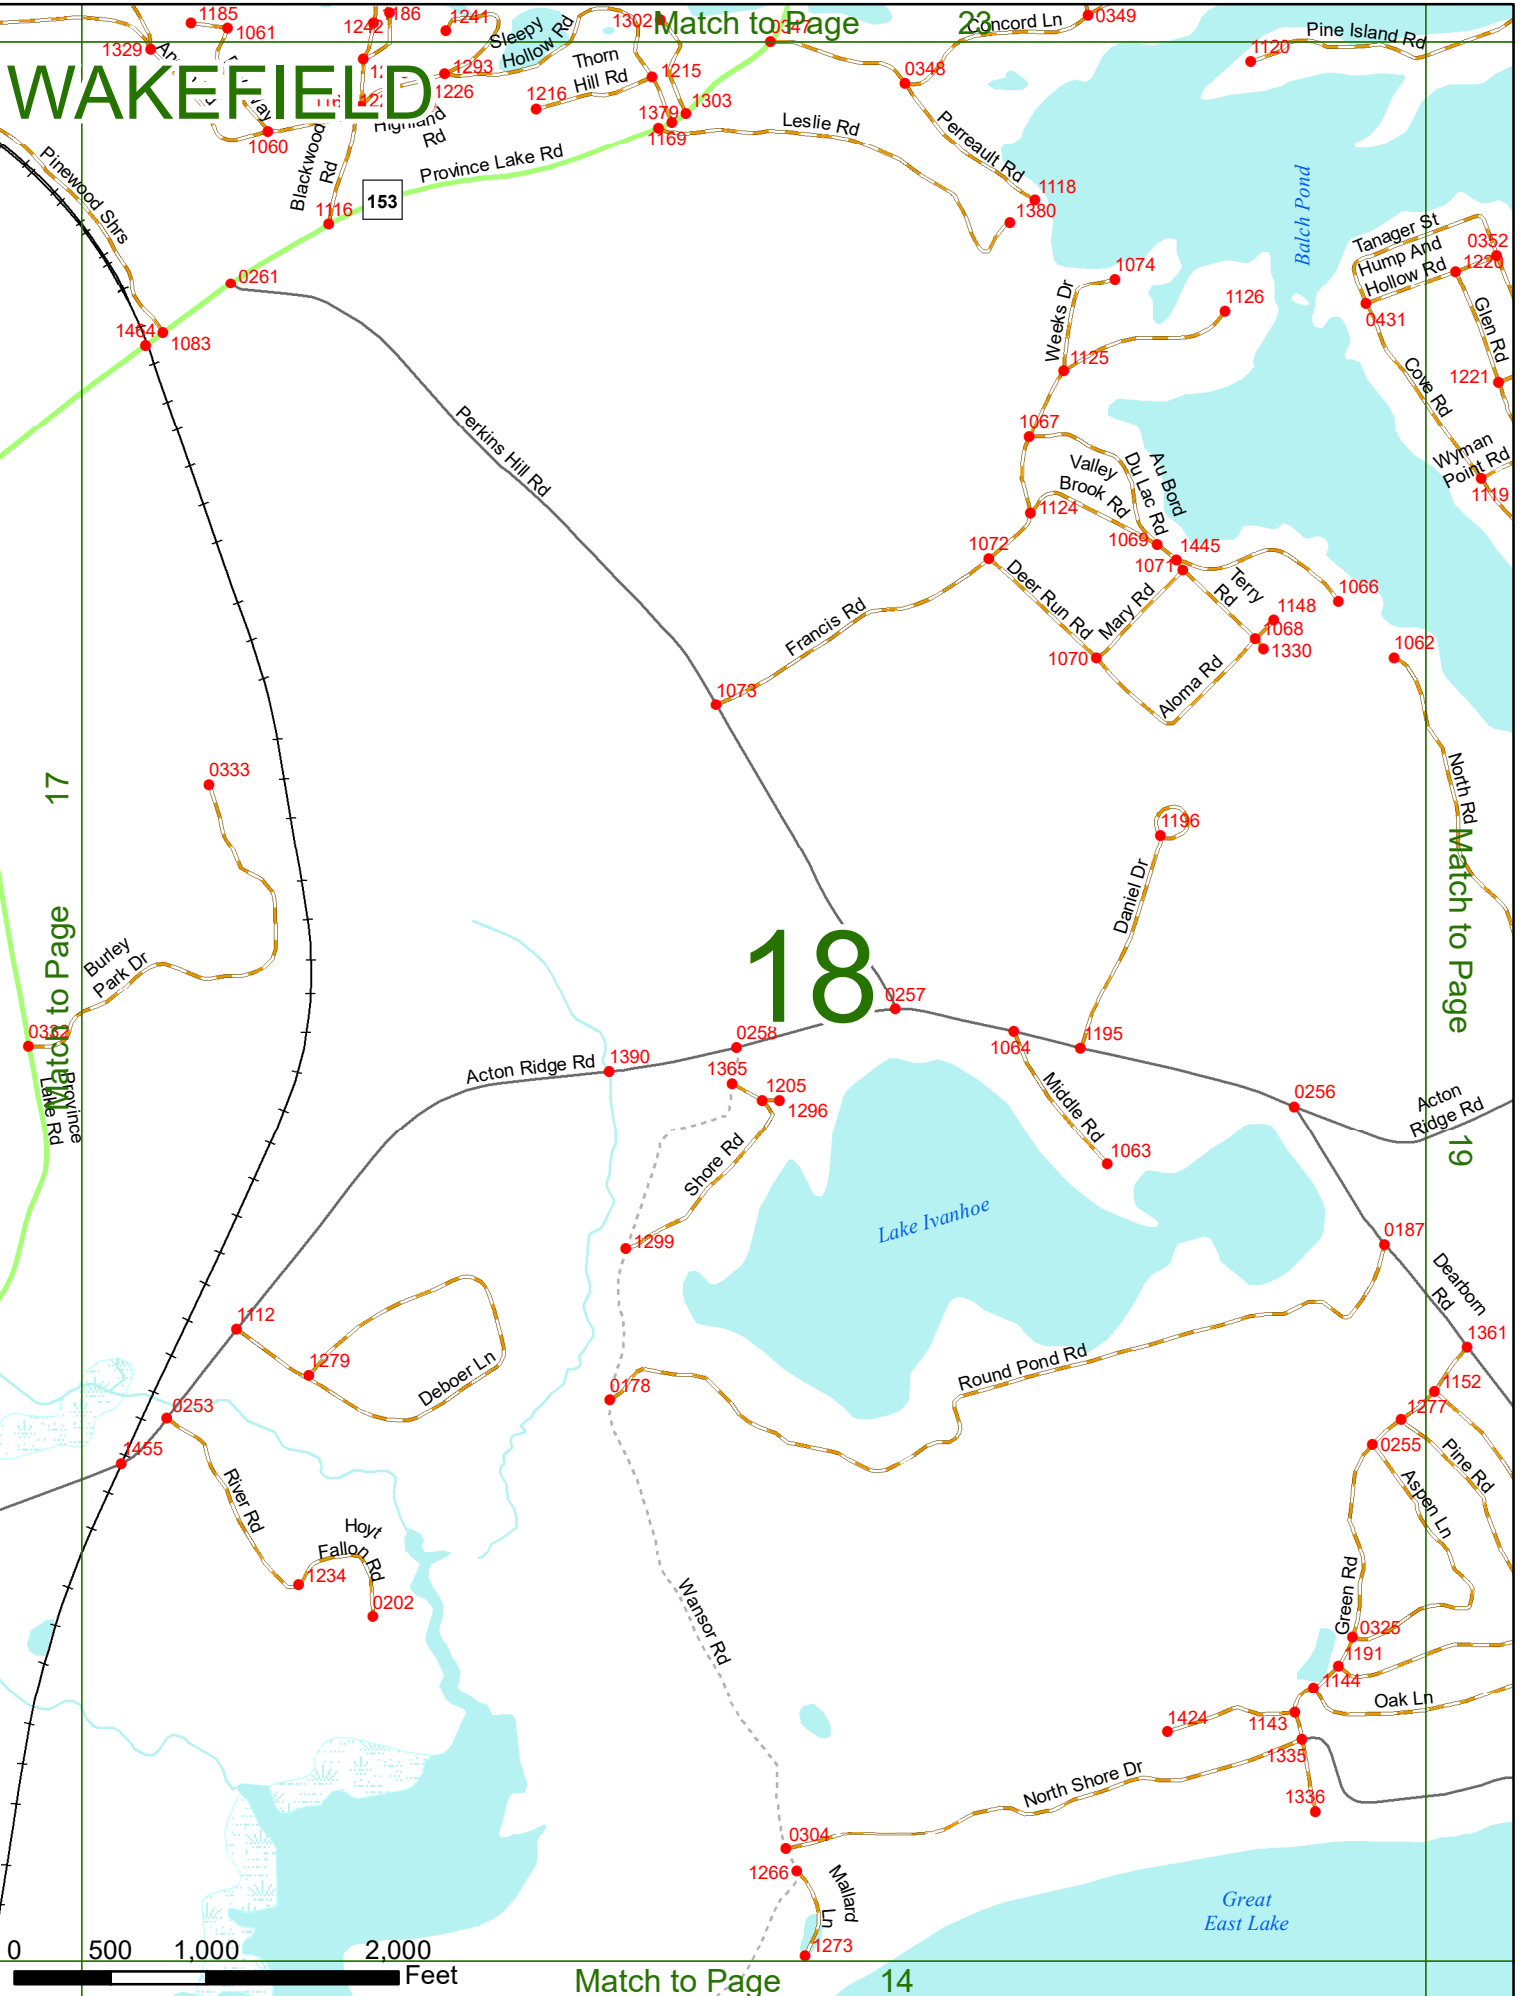 1185
1061
1242
1241
1302
Match to Page 23
0347
Concord Ln
0349
1120
Pine Island Rd
1329
Sleepy
Hollow Rd
1293
Thorn
Hill Rd
1215
0348
WAKEFIELD
1226
1216
1379
1303
1169
1060
Blackwood
Rd
Highland
Rd
Leslie Rd
Perreault Rd
Pinewood Shrs
Province Lake Rd
153
1116
1118
1380
Balch Pond
Tanager St
Hump And
Hollow Rd
0352
1220
0261
1074
1126
0431
Glen Rd
1464
1083
Weeks Dr
1125
Cove Rd
1221
Perkins Hill Rd
1067
Valley
Brook Rd
Au Bord
Du Lac Rd
Wyman
Point Rd
1119
1124
1069
1445
1072
1071
Deer Run Rd
Mary Rd
Terry
Rd
1066
1148
1068
1330
Francis Rd
1070
1062
Aloma Rd
1073
0333
North Rd
Match to Page 17
1196
Daniel Dr
Match to Page 19
Burley
Park Dr
18
0257
0332
0258
1064
1195
Province
Lake Rd
Acton Ridge Rd
1390
1365
1205
1296
Middle Rd
0256
Acton
Ridge Rd
1063
Shore Rd
1299
Lake Ivanhoe
0187
Dearborn
Rd
1112
1279
Deboer Ln
1361
0178
Round Pond Rd
1152
1277
0253
1455
0255
Pine Rd
Aspen Ln
River Rd
Hoyt
Fallon Rd
1234
0202
Green Rd
Wansor Rd
0325
1191
1144
Oak Ln
1424
1143
1335
North Shore Dr
1336
0304
1266
Mallard
Ln
Great
East Lake
1273
0 500 1,000 2,000
Feet
Match to Page 14